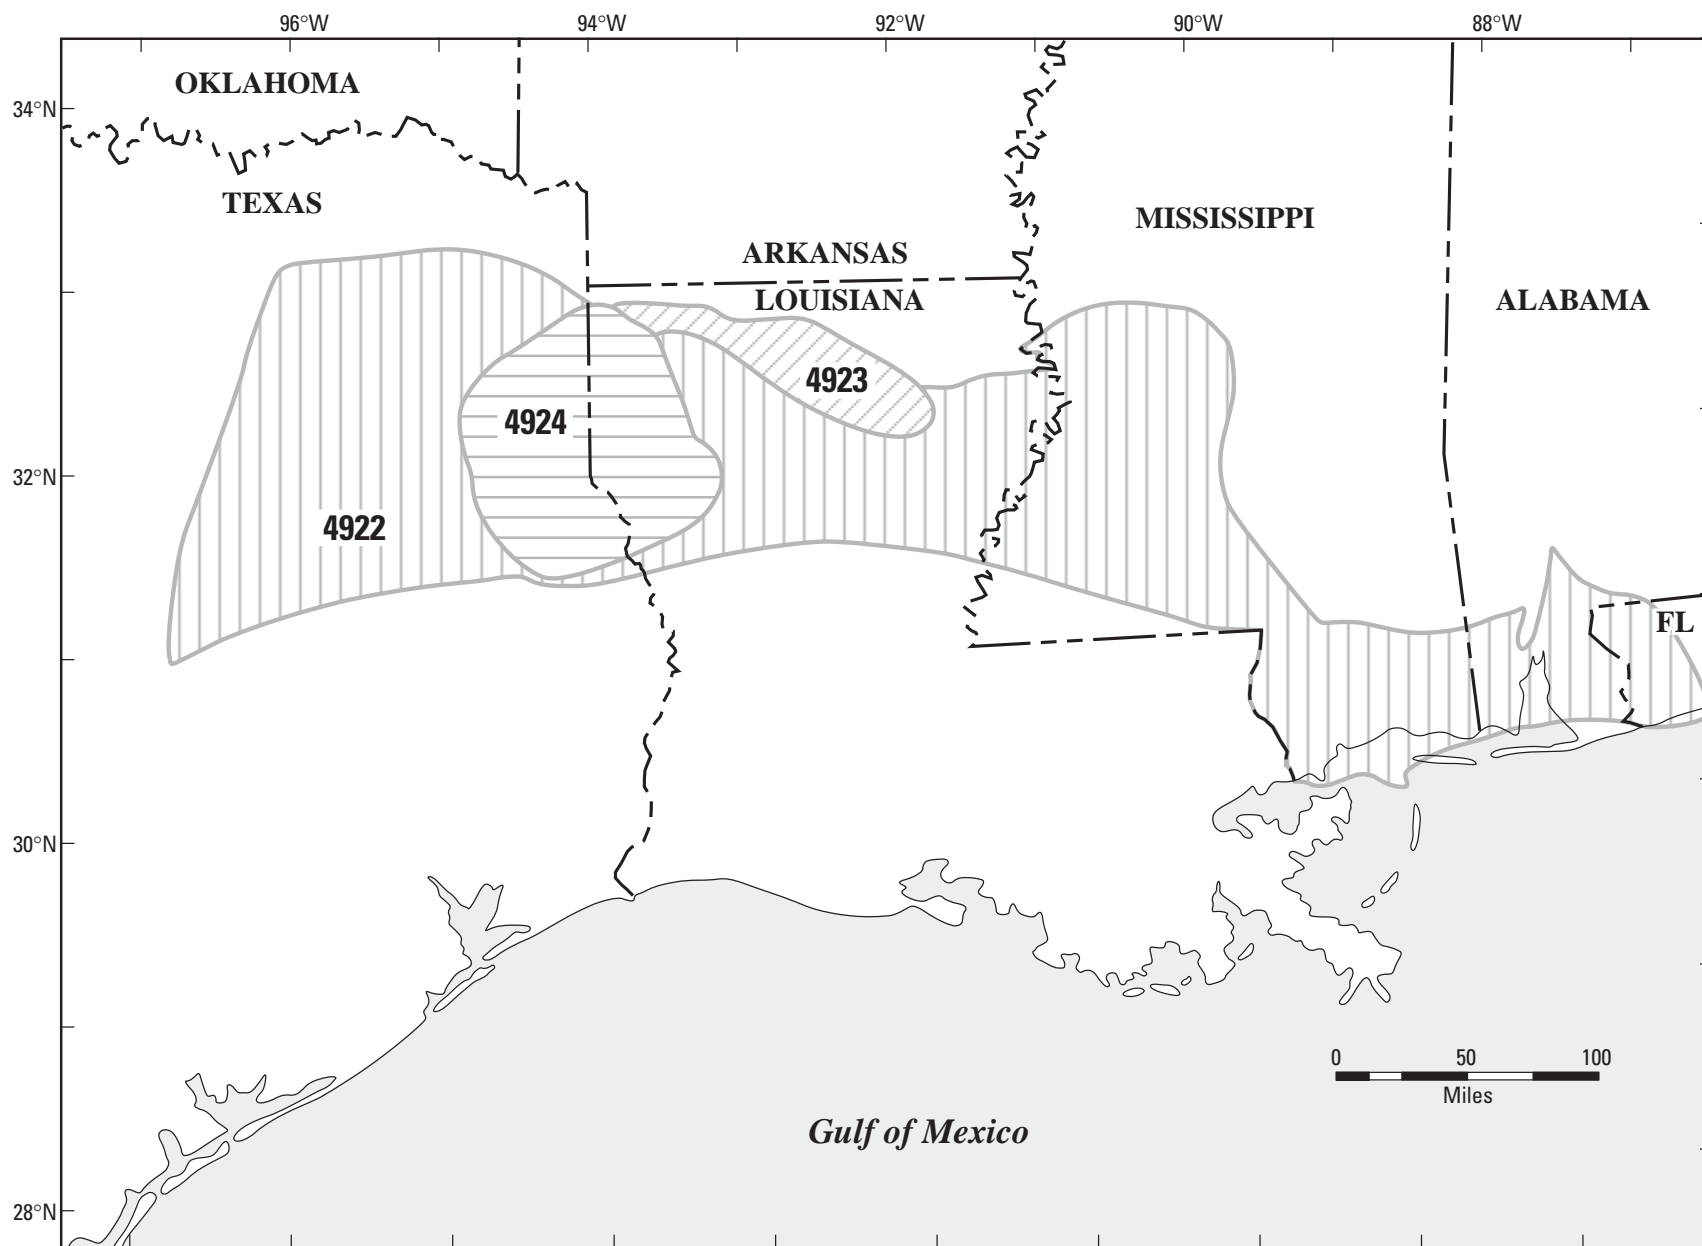 96°W 94°W 92°W 90°W 88°W
OKLAHOMA
34°N
TEXAS
MISSISSIPPI
ARKANSAS
LOUISIANA
ALABAMA
4923
4924
32°N
4922
FL
30°N
0 50 100
Miles
Gulf of Mexico
28°N